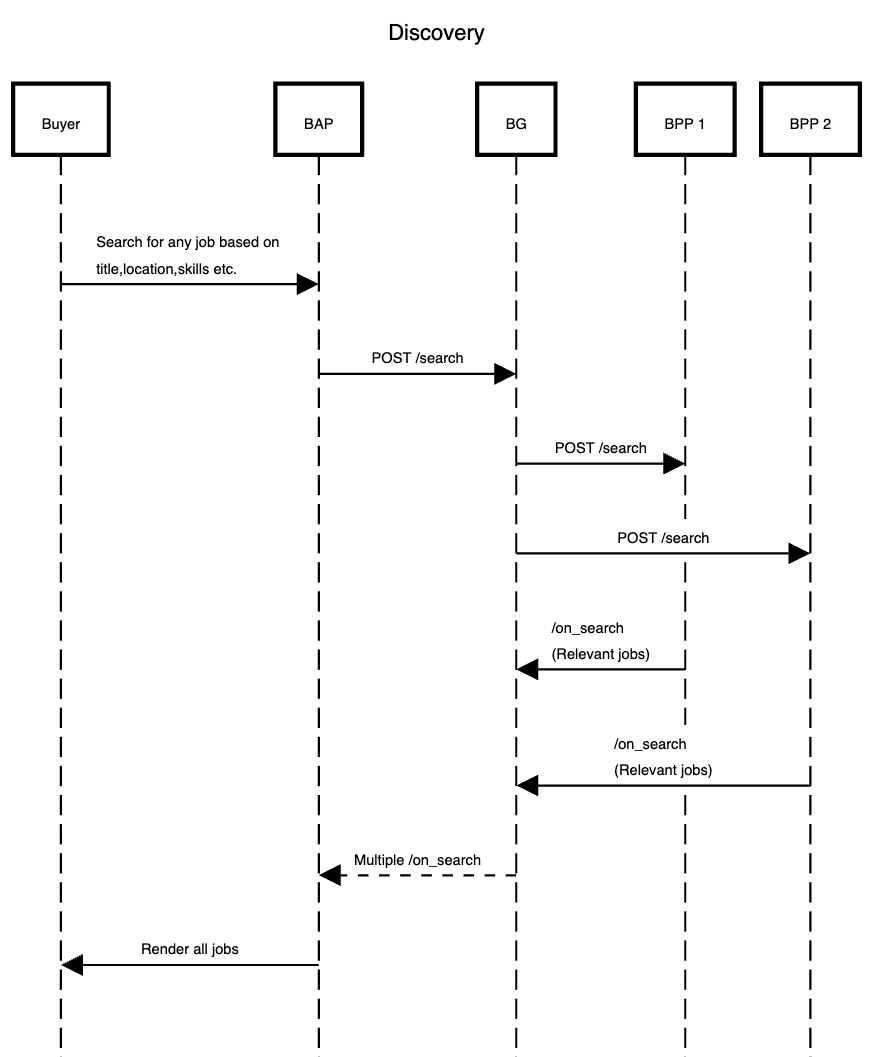 Discovery
Buyer
BAP
BG
BPP 1
BPP 2
Search for any job based on
title,location,skills etc.
POST /search
POST /search
POST /search
/on_search
(Relevant jobs)
/on_search
(Relevant jobs)
Multiple /on_search
Render all jobs